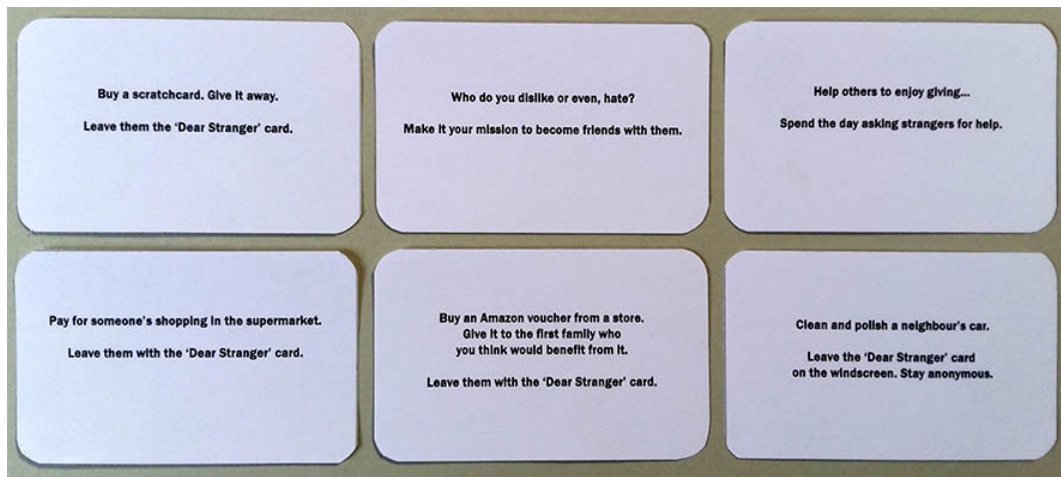 Buy a scratchcard. Give it away.
Leave them the ‘Dear Stranger’ card.
Who do you dislike or even, hate?
Make it your mission to become friends with them.
Help others to enjoy giving...
Spend the day asking strangers for help.
Pay for someone’s shopping in the supermarket.
Leave them with the ‘Dear Stranger’ card.
Buy an Amazon voucher from a store.
Give it to the first family who
you think would benefit from it.
Leave them with the ‘Dear Stranger’ card.
Clean and polish a neighbour’s car.
Leave the ‘Dear Stranger’ card
on the windscreen. Stay anonymous.